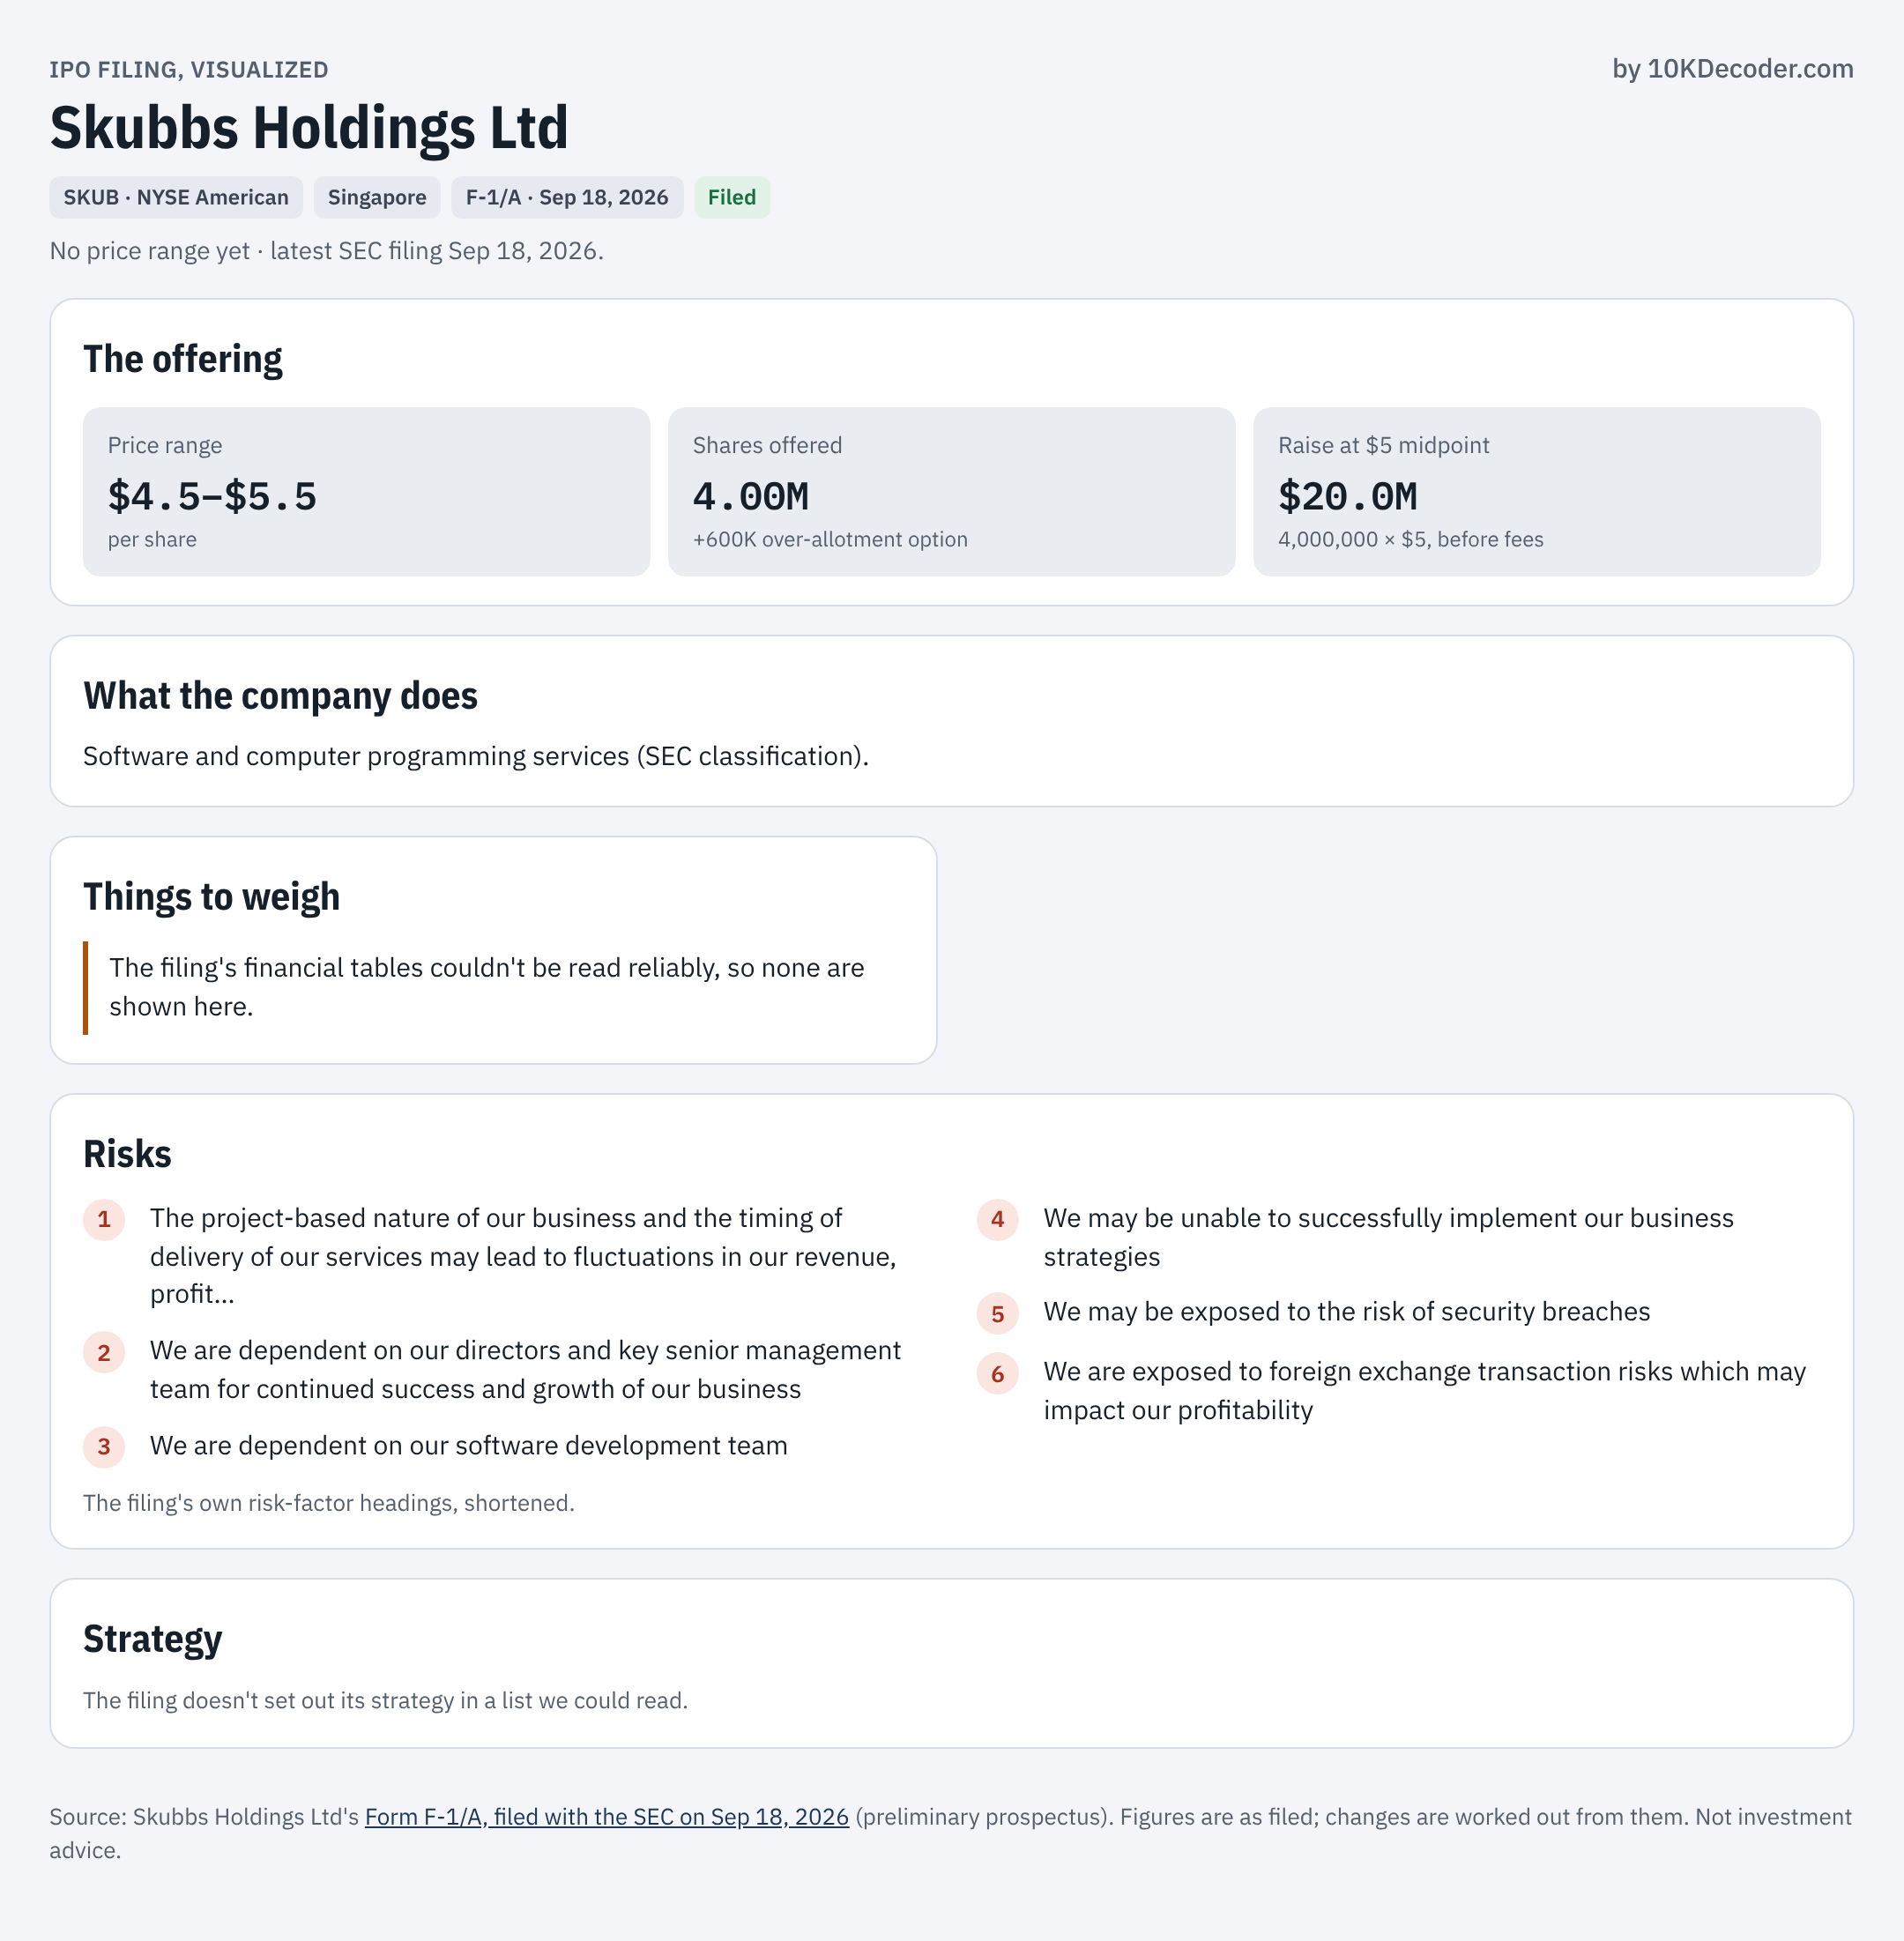 IPO FILING, VISUALIZED
by 10KDecoder.com
Skubbs Holdings Ltd
SKUB · NYSE American
Singapore
F-1/A · Sep 18, 2026
Filed
No price range yet · latest SEC filing Sep 18, 2026.
The offering
Price range
$4.5–$5.5
per share
Shares offered
4.00M
+600K over-allotment option
Raise at $5 midpoint
$20.0M
4,000,000 × $5, before fees
What the company does
Software and computer programming services (SEC classification).
Things to weigh
The filing's financial tables couldn't be read reliably, so none are
shown here.
Risks
1
The project-based nature of our business and the timing of
delivery of our services may lead to fluctuations in our revenue,
profit...
2
We are dependent on our directors and key senior management
team for continued success and growth of our business
3
We are dependent on our software development team
4
We may be unable to successfully implement our business
strategies
5
We may be exposed to the risk of security breaches
6
We are exposed to foreign exchange transaction risks which may
impact our profitability
The filing's own risk-factor headings, shortened.
Strategy
The filing doesn't set out its strategy in a list we could read.
Source: Skubbs Holdings Ltd's Form F-1/A, filed with the SEC on Sep 18, 2026 (preliminary prospectus). Figures are as filed; changes are worked out from them. Not investment
advice.